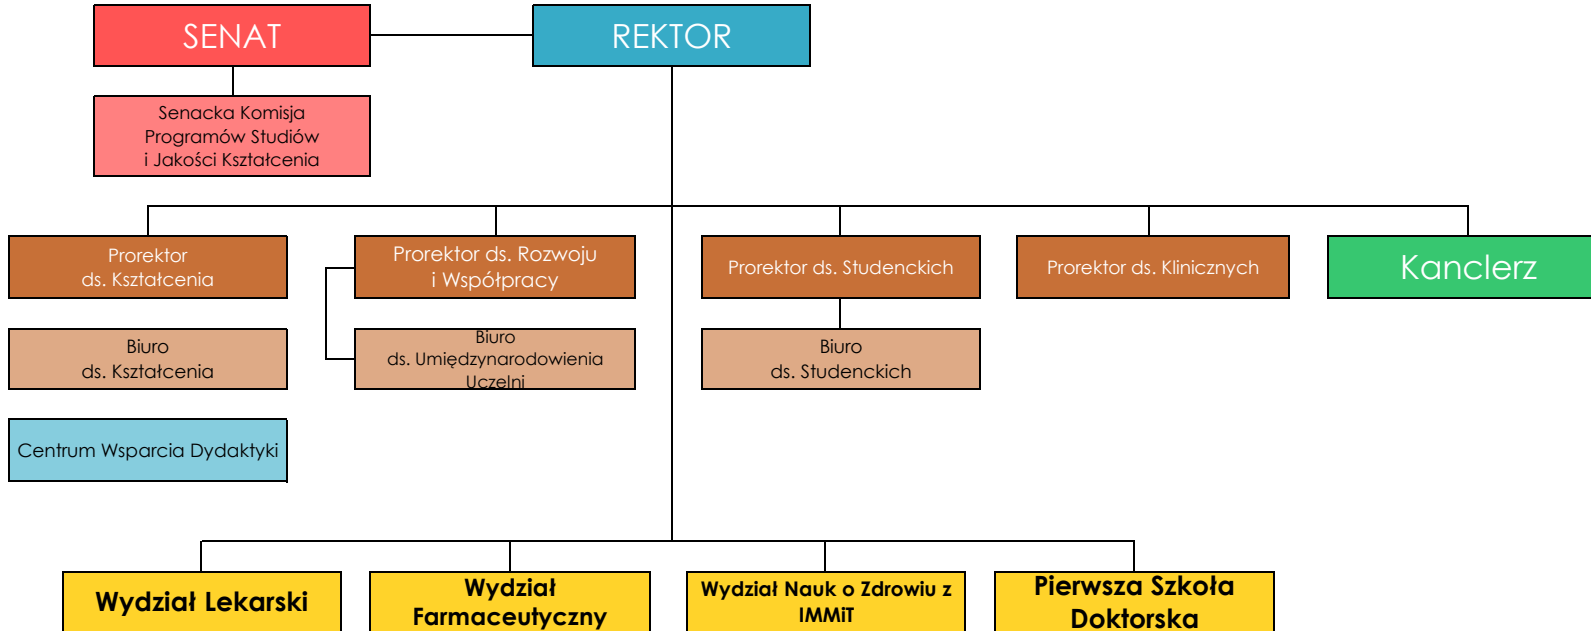 SENAT
REKTOR
Senacka Komisja
Programów Studiów
i Jakości Kształcenia
Prorektor
ds. Kształcenia
Prorektor ds. Rozwoju
i Współpracy
Prorektor ds. Studenckich
Prorektor ds. Klinicznych
Kanclerz
Biuro
ds. Kształcenia
Biuro
ds. Umiędzynarodowienia
Uczelni
Biuro
ds. Studenckich
Centrum Wsparcia Dydaktyki
Wydział Lekarski
Wydział
Farmaceutyczny
Wydział Nauk o Zdrowiu z
IMMiT
Pierwsza Szkoła
Doktorska